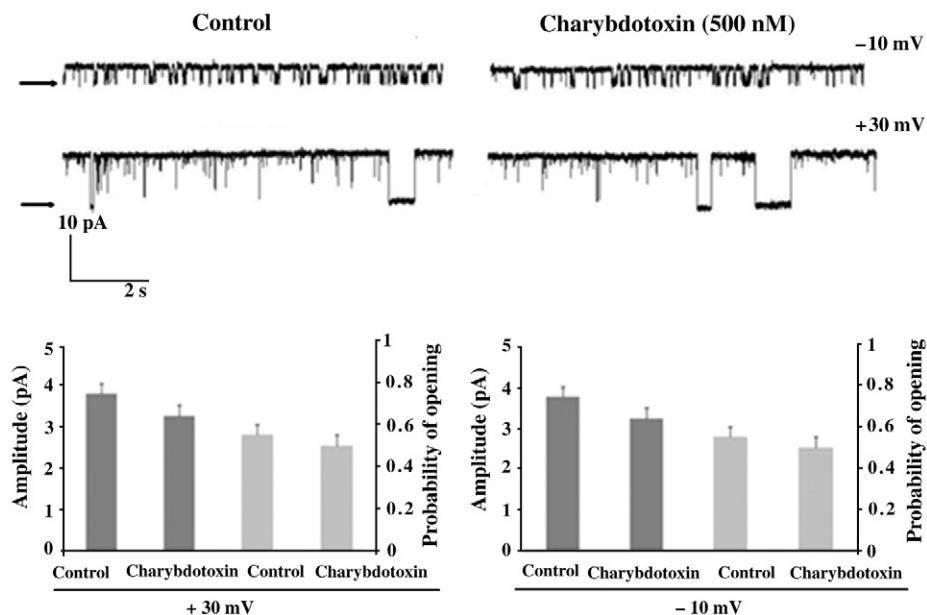 Control Charybdotoxin (500 nM)
−10 mV
+30 mV
10 pA
2 s
Amplitude (pA)
5
4
3
2
1
0
1
0.8
0.6
0.4
0.2
0
Probability of opening
Control Charybdotoxin Control Charybdotoxin
+ 30 mV
Amplitude (pA)
5
4
3
2
1
0
1
0.8
0.6
0.4
0.2
0
Probability of opening
Control Charybdotoxin Control Charybdotoxin
− 10 mV